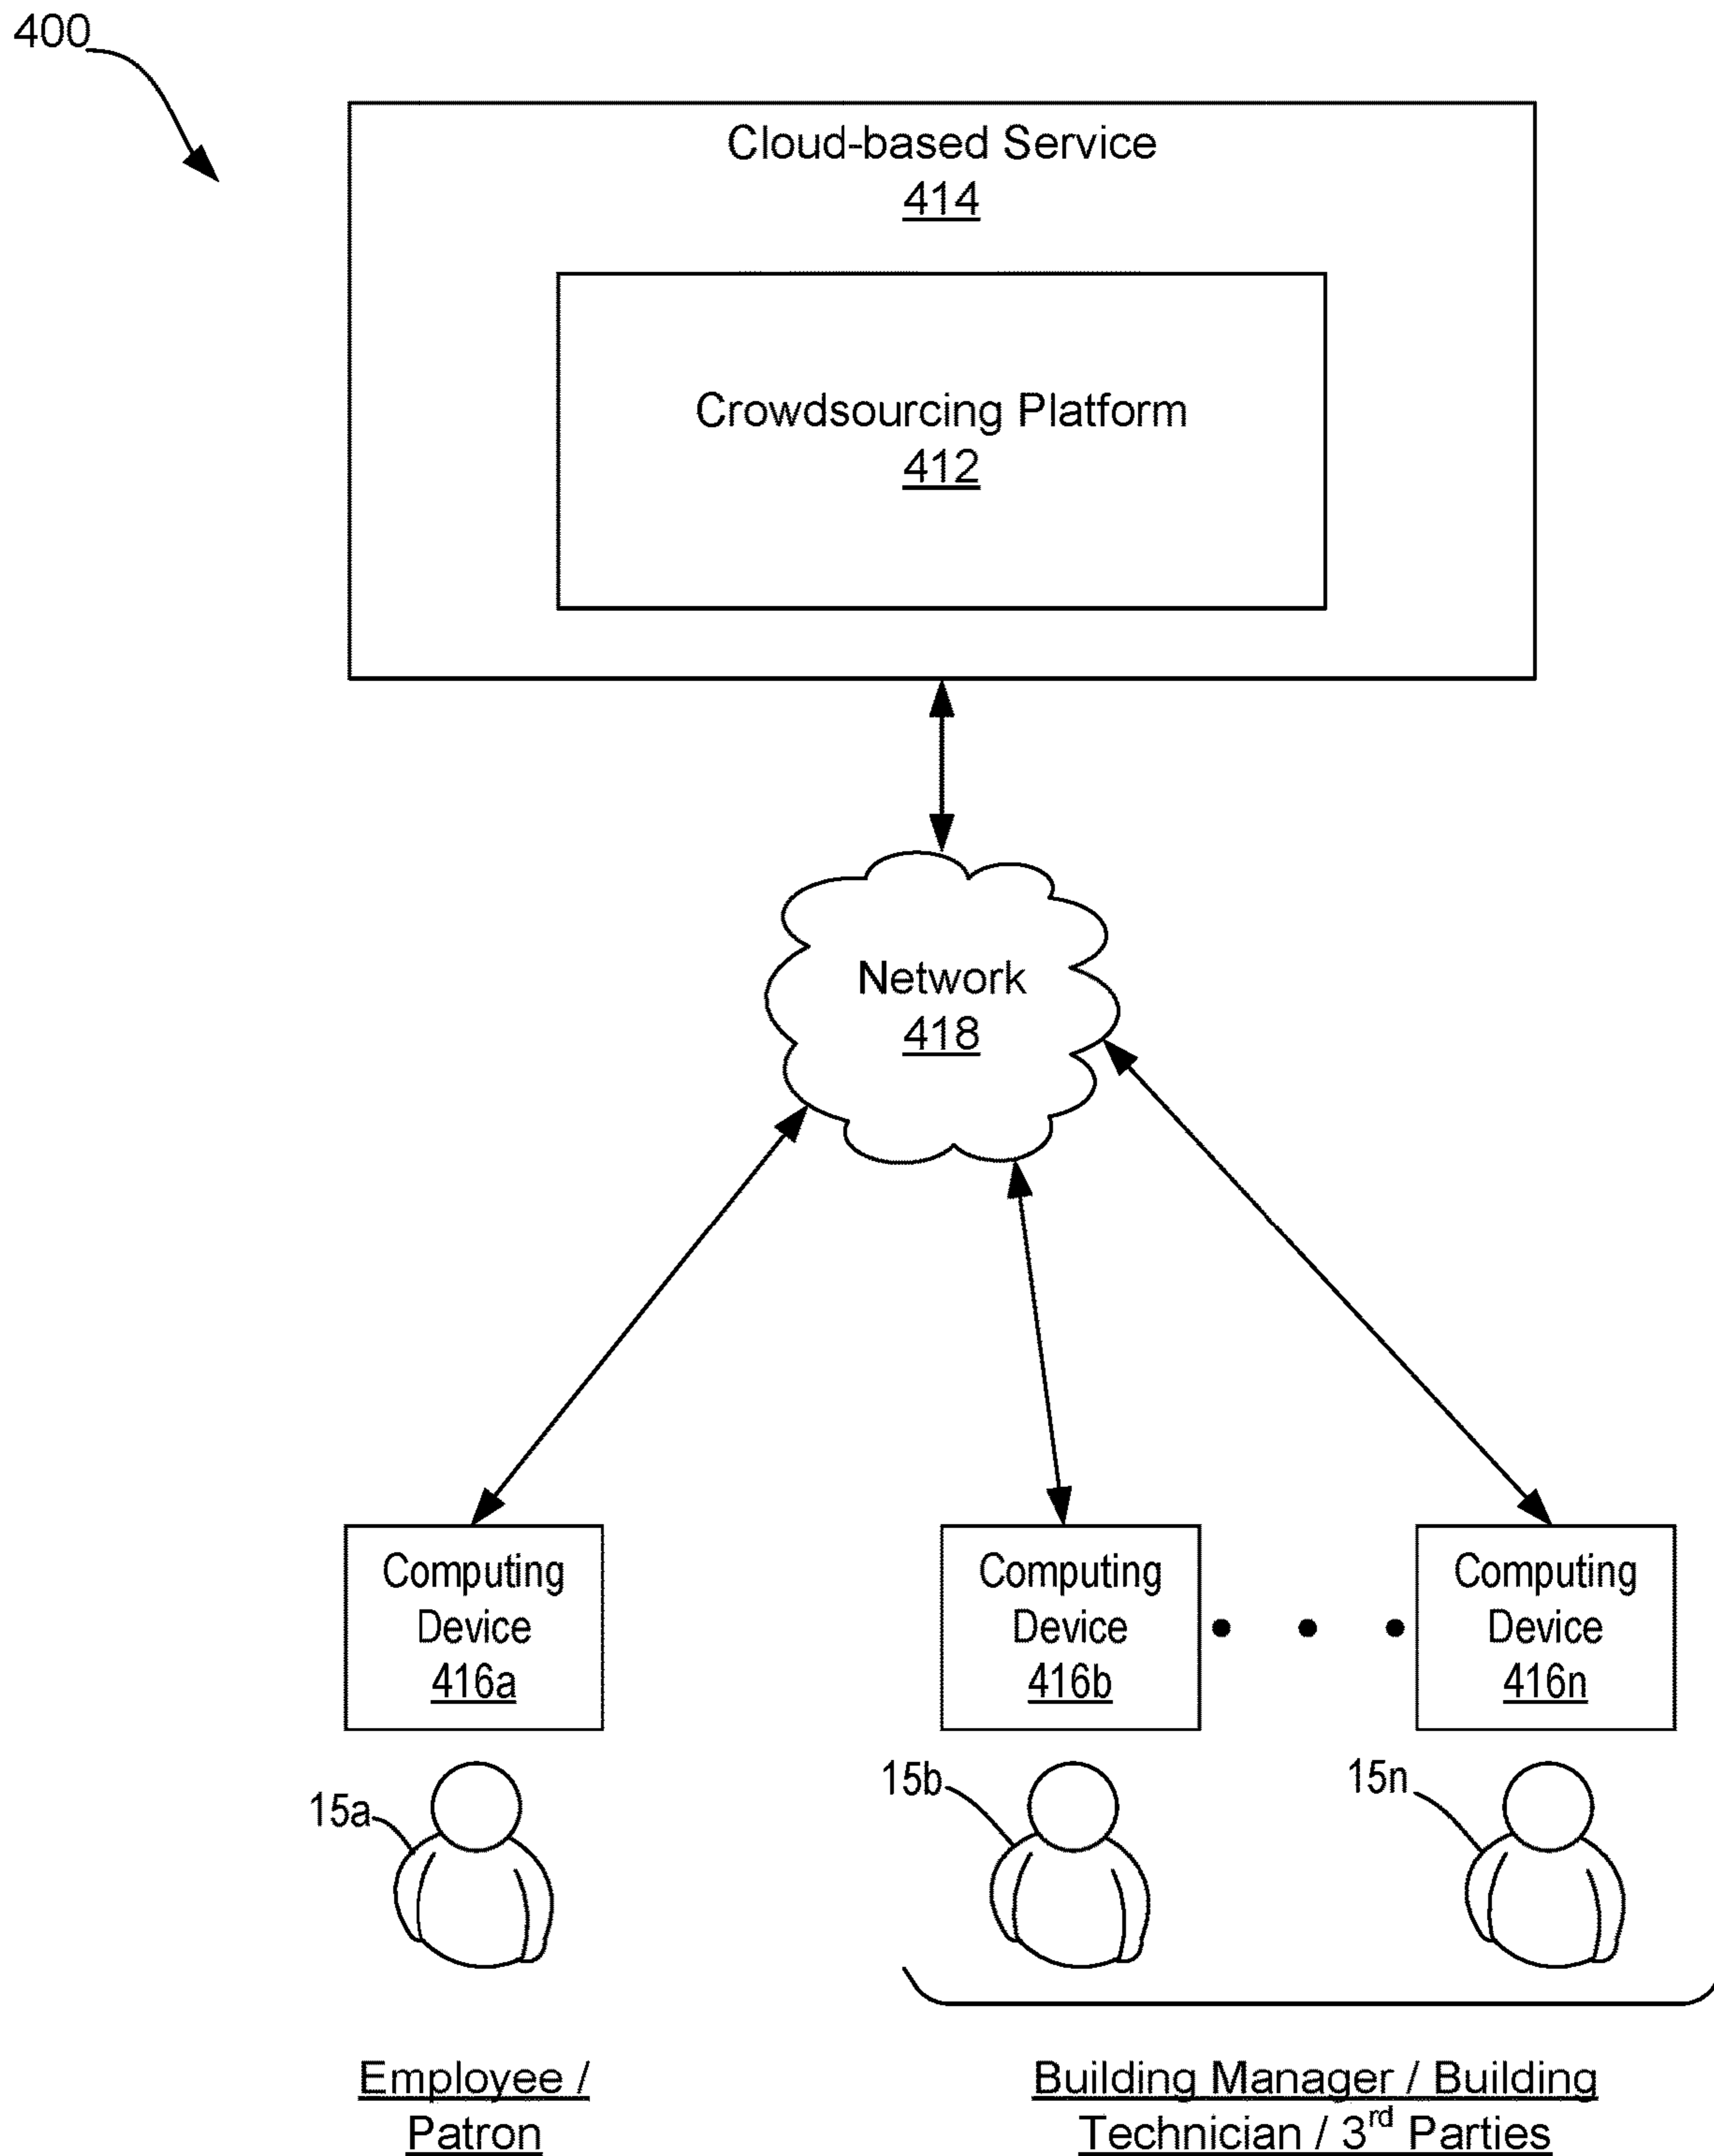 400
Cloud-based Service
414
Crowdsourcing Platform
412
Network
418
Computing
Device
416a
Computing
Device
416b
Computing
Device
416n
15a
15b
15n
Employee /
Patron
Building Manager / Building
Technician / 3rd Parties